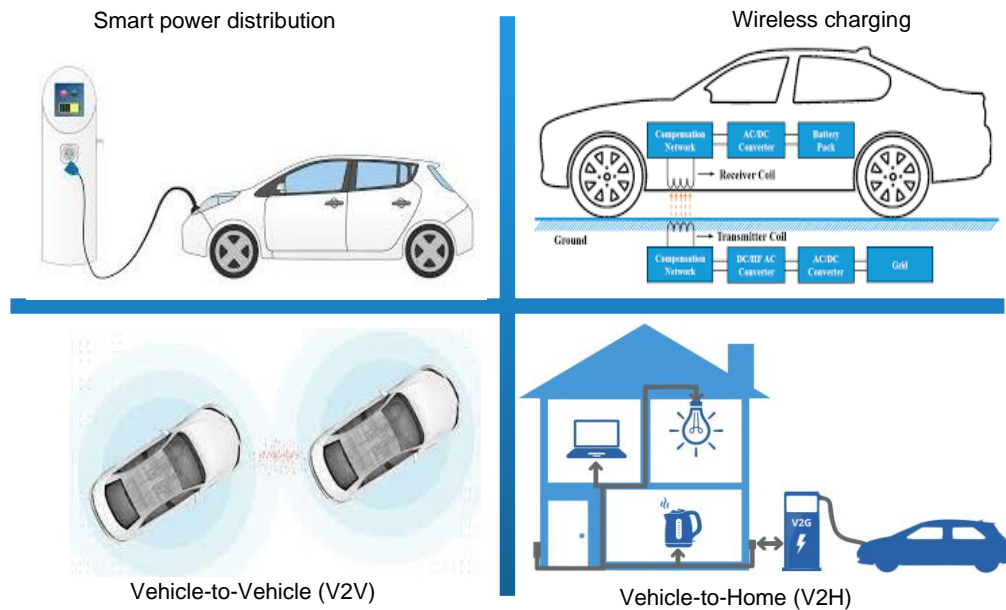 Smart power distribution
Wireless charging
Compensation
Network
AC/DC
Converter
Battery
Pack
Receiver Coil
Ground
Transmitter Coil
Compensation
Network
DC/HF AC
Converter
AC/DC
Converter
Grid
V2G
Vehicle-to-Vehicle (V2V)
Vehicle-to-Home (V2H)